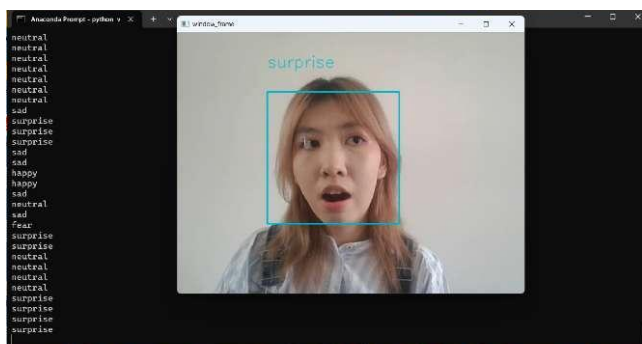 Anaconda Prompt - python v
window_frame
surprise
neutral
neutral
neutral
neutral
neutral
neutral
neutral
sad
surprise
surprise
surprise
sad
sad
happy
happy
sad
neutral
sad
fear
surprise
surprise
neutral
neutral
neutral
neutral
surprise
surprise
surprise
surprise